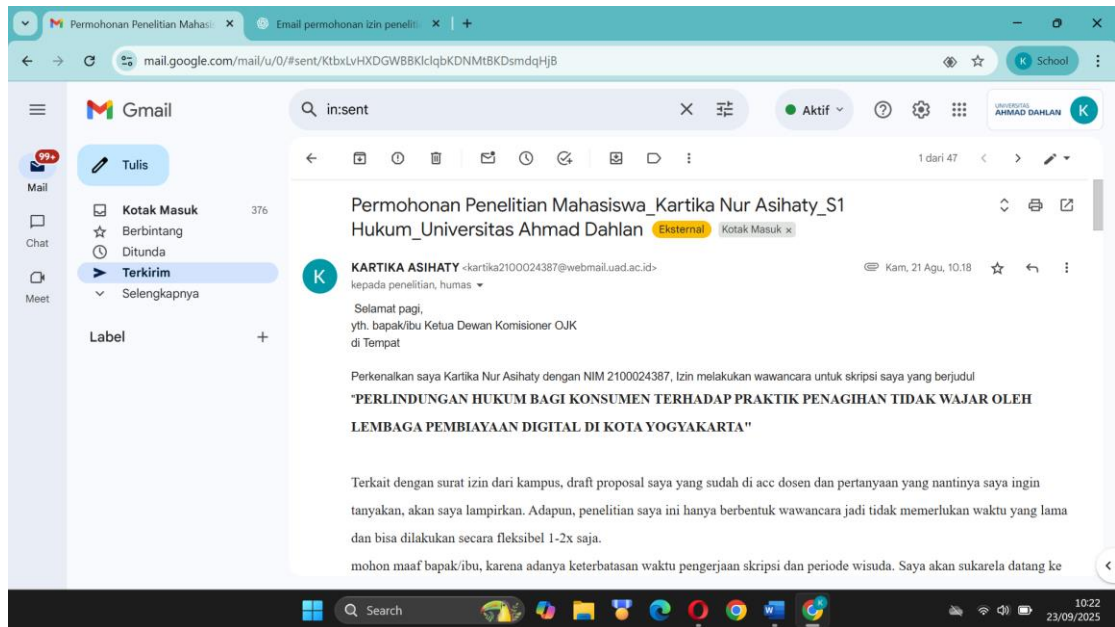 Permohonan Penelitian Mahasi
Email permohonan izin peneliti
mail.google.com/mail/u/0/#sent/KtbxLvHXDGWBBKlclqbKDNMtBKDsmdqHjB
K School
Gmail
in:sent
Aktif
UNIVERSITAS
AHMAD DAHLAN
K
99+
Mail
Chat
Meet
Tulis
Kotak Masuk 376
Berbintang
Ditunda
Terkirim
Selengkapnya
Label
1 dari 47
Permohonan Penelitian Mahasiswa_Kartika Nur Asihaty_S1
Hukum_Universitas Ahmad Dahlan Eksternal Kotak Masuk x
K
KARTIKA ASIHATY <kartika2100024387@webmail.uad.ac.id> Kam, 21 Agu, 10.18
kepada penelitian, humas
Selamat pagi,
yth. bapak/ibu Ketua Dewan Komisioner OJK
di Tempat
Perkenalkan saya Kartika Nur Asihaty dengan NIM 2100024387, Izin melakukan wawancara untuk skripsi saya yang berjudul
"PERLINDUNGAN HUKUM BAGI KONSUMEN TERHADAP PRAKTIK PENAGIHAN TIDAK WAJAR OLEH
LEMBAGA PEMBIAYAAN DIGITAL DI KOTA YOGYAKARTA"
Terkait dengan surat izin dari kampus, draft proposal saya yang sudah di acc dosen dan pertanyaan yang nantinya saya ingin
tanyakan, akan saya lampirkan. Adapun, penelitian saya ini hanya berbentuk wawancara jadi tidak memerlukan waktu yang lama
dan bisa dilakukan secara fleksibel 1-2x saja.
mohon maaf bapak/ibu, karena adanya keterbatasan waktu pengerjaan skripsi dan periode wisuda. Saya akan sukarela datang ke
Search
10:22
23/09/2025